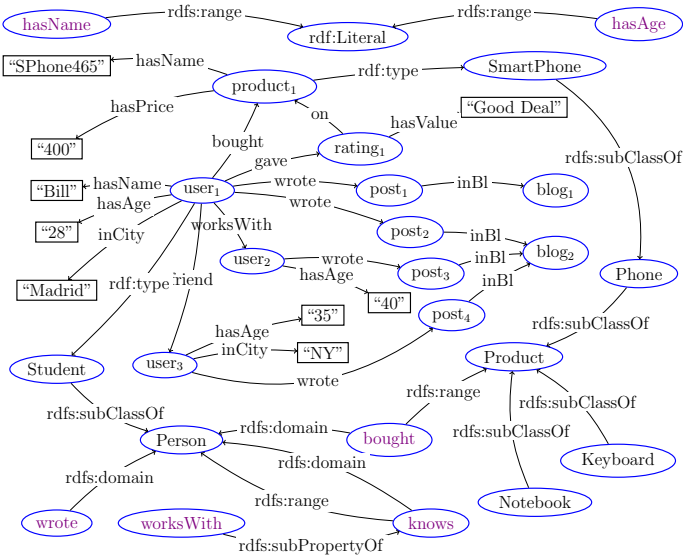 rdfs:range
rdfs:range
hasName
rdf:Literal
hasAge
“SPhone465”
hasName
rdf:type
SmartPhone
product1
hasPrice
“Good Deal”
on
hasValue
“400”
bought
rating1
gave
rdfs:subClassOf
“Bill”
hasName
user1
wrote
post1
inBl
blog1
hasAge
wrote
“28”
inCity
worksWith
post2
inBl
blog2
user2
wrote
inBl
“Madrid”
rdf:type
riend
hasAge
post3
inBl
Phone
“40”
“35”
post4
hasAge
rdfs:subClassOf
inCity
“NY”
Product
Student
user3
wrote
rdfs:range
rdfs:subClassOf
rdfs:subClassOf
rdfs:domain
rdfs:subClassOf
Person
bought
Keyboard
rdfs:domain
rdfs:domain
rdfs:range
Notebook
wrote
worksWith
knows
rdfs:subPropertyOf